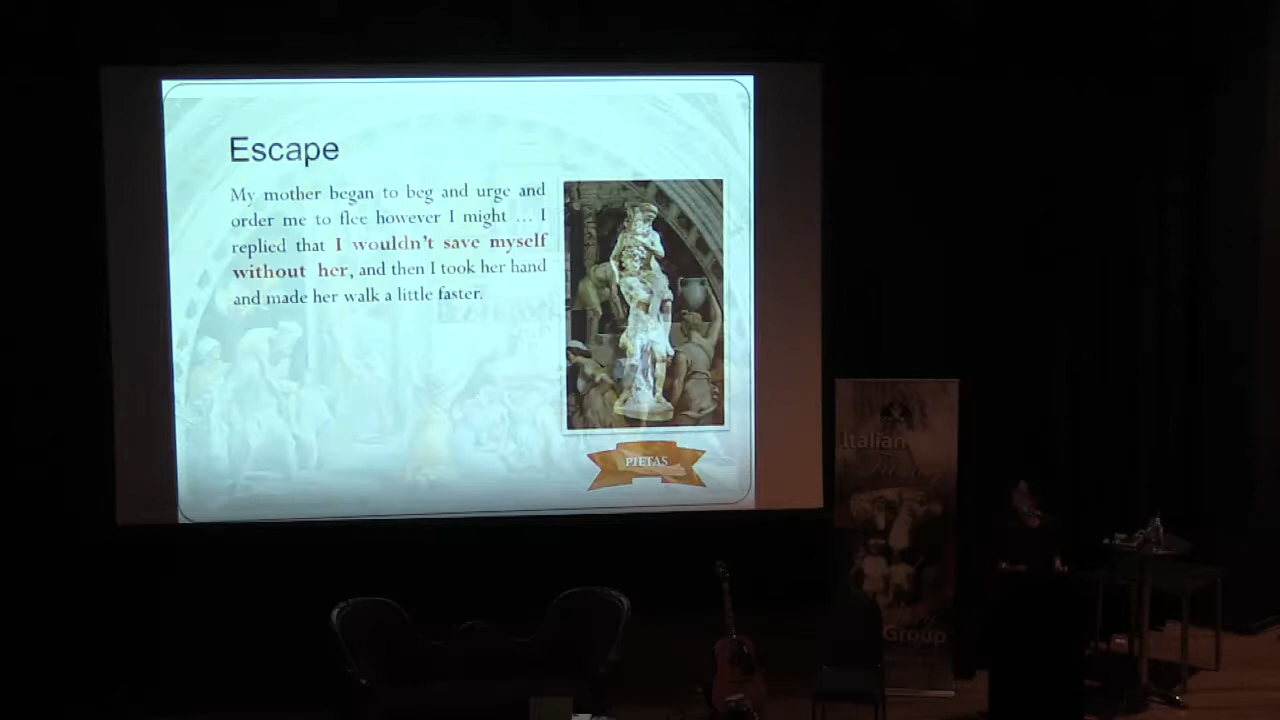 Escape
My mother began to beg and urge and
order me to flee however I might ... I
replied that I wouldn't save myself
without her, and then I took her hand
and made her walk a little faster.
PIETAS
Italian
Group